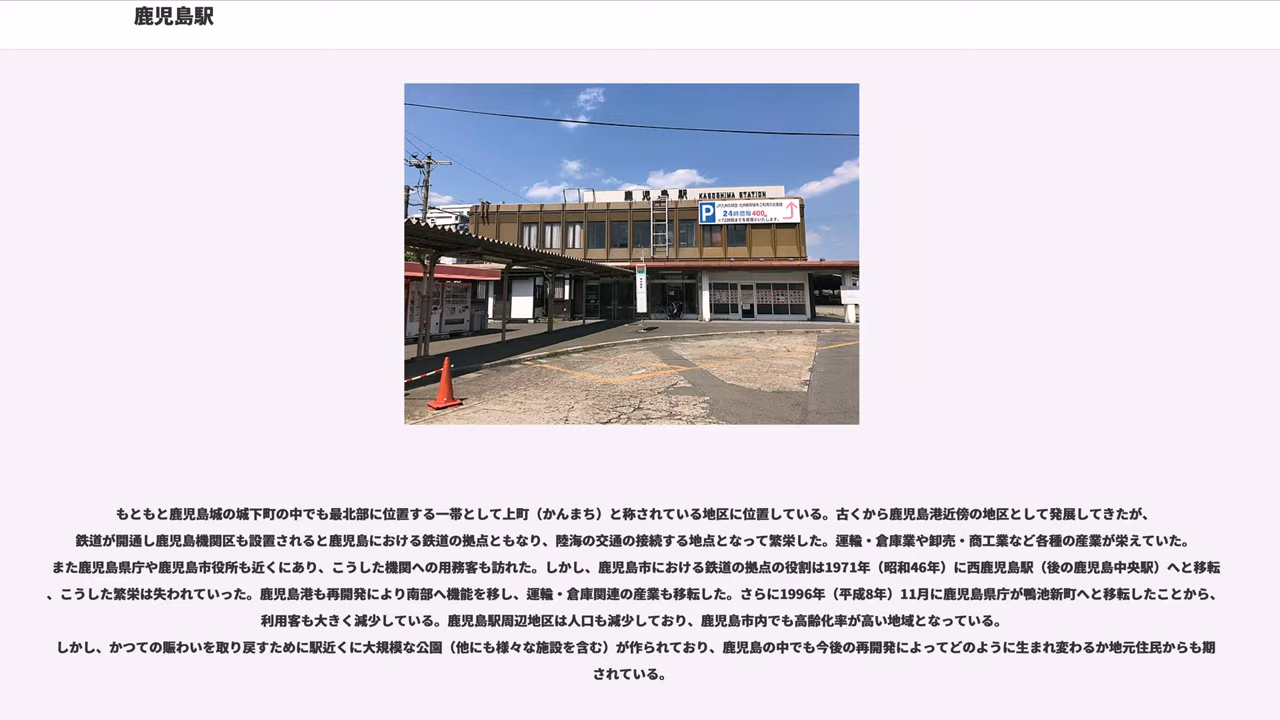 鹿児島駅
鹿児島駅 KAGOSHIMA STATION
P
24時間毎400
もともと鹿児島城の城下町の中でも最北部に位置する一帯として上町（かんまち）と称されている地区に位置している。古くから鹿児島港近傍の地区として発展してきたが、
鉄道が開通し鹿児島機関区も設置されると鹿児島における鉄道の拠点ともなり、陸海の交通の接続する地点となって繁栄した。運輸・倉庫業や卸売・商工業など各種の産業が栄えていた。
また鹿児島県庁や鹿児島市役所も近くにあり、こうした機関への用務客も訪れた。しかし、鹿児島市における鉄道の拠点の役割は1971年（昭和46年）に西鹿児島駅（後の鹿児島中央駅）へと移転
、こうした繁栄は失われていった。鹿児島港も再開発により南部へ機能を移し、運輸・倉庫関連の産業も移転した。さらに1996年（平成8年）11月に鹿児島県庁が鴨池新町へと移転したことから、
利用客も大きく減少している。鹿児島駅周辺地区は人口も減少しており、鹿児島市内でも高齢化率が高い地域となっている。
しかし、かつての賑わいを取り戻すために駅近くに大規模な公園（他にも様々な施設を含む）が作られており、鹿児島の中でも今後の再開発によってどのように生まれ変わるか地元住民からも期
されている。